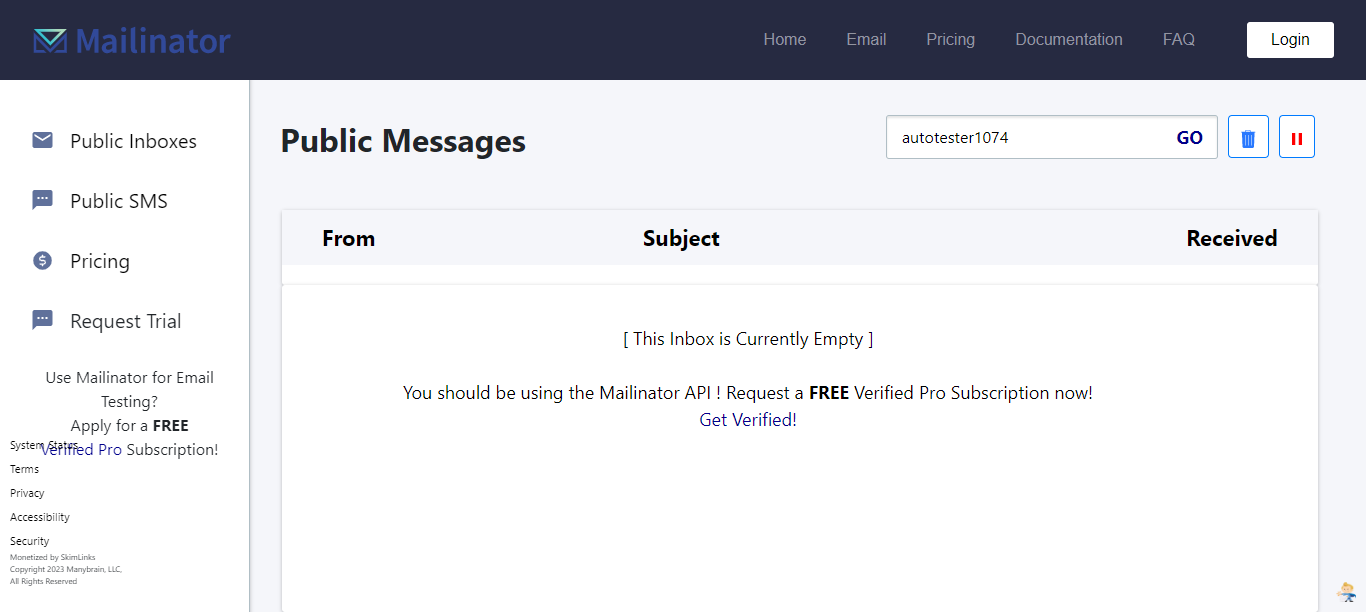 Mailinator
Home
Email
Pricing
Documentation
FAQ
Login
Public Inboxes
Public SMS
Pricing
Request Trial
Use Mailinator for Email
Testing?
Apply for a FREE
Verified Pro Subscription!
System Status
Terms
Privacy
Accessibility
Security
Monetized by SkimLinks
Copyright 2023 Manybrain, LLC,
All Rights Reserved
Public Messages
autotester1074
GO
From
Subject
Received
[ This Inbox is Currently Empty ]
You should be using the Mailinator API ! Request a FREE Verified Pro Subscription now!
Get Verified!